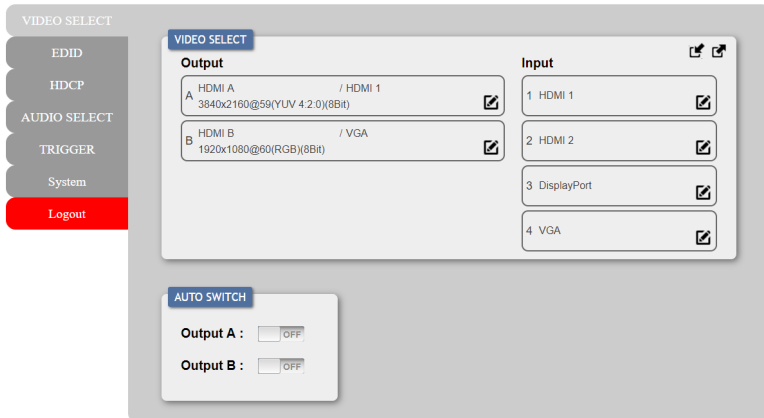 VIDEO SELECT
EDID
HDCP
AUDIO SELECT
TRIGGER
System
Logout
VIDEO SELECT
Output
A HDMI A / HDMI 1
3840x2160@59(YUV 4:2:0)(8Bit)
B HDMI B / VGA
1920x1080@60(RGB)(8Bit)
Input
1 HDMI 1
2 HDMI 2
3 DisplayPort
4 VGA
AUTO SWITCH
Output A : OFF
Output B : OFF